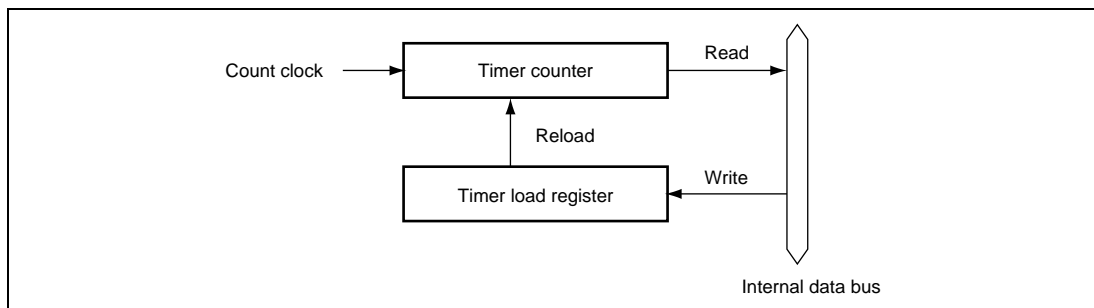 Count clock
Timer counter
Read
Reload
Timer load register
Write
Internal data bus